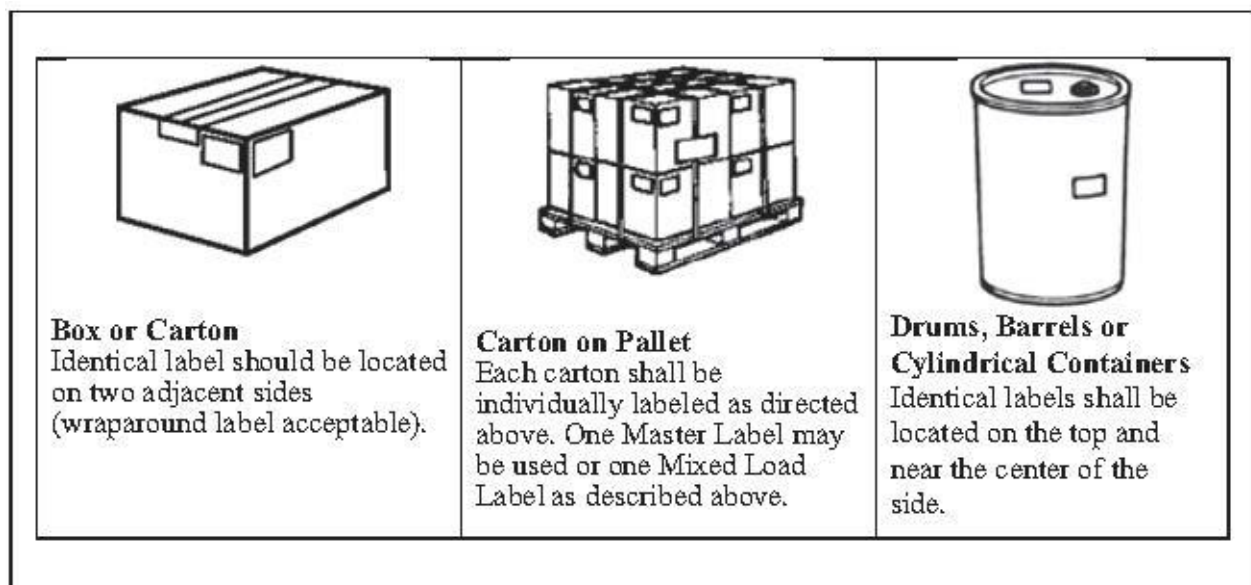 Box or Carton
Identical label should be located
on two adjacent sides
(wraparound label acceptable).
Carton on Pallet
Each carton shall be
individually labeled as directed
above. One Master Label may
be used or one Mixed Load
Label as described above.
Drums, Barrels or
Cylindrical Containers
Identical labels shall be
located on the top and
near the center of the
side.